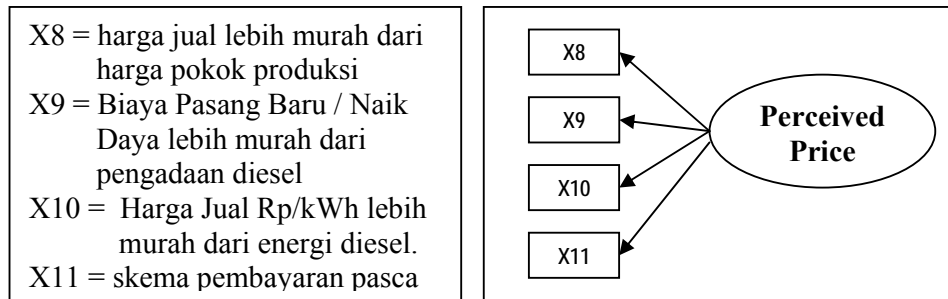 X8 = harga jual lebih murah dari
harga pokok produksi
X9 = Biaya Pasang Baru / Naik
Daya lebih murah dari
pengadaan diesel
X10 = Harga Jual Rp/kWh lebih
murah dari energi diesel.
X11 = skema pembayaran pasca
X8
X9
X10
X11
Perceived
Price